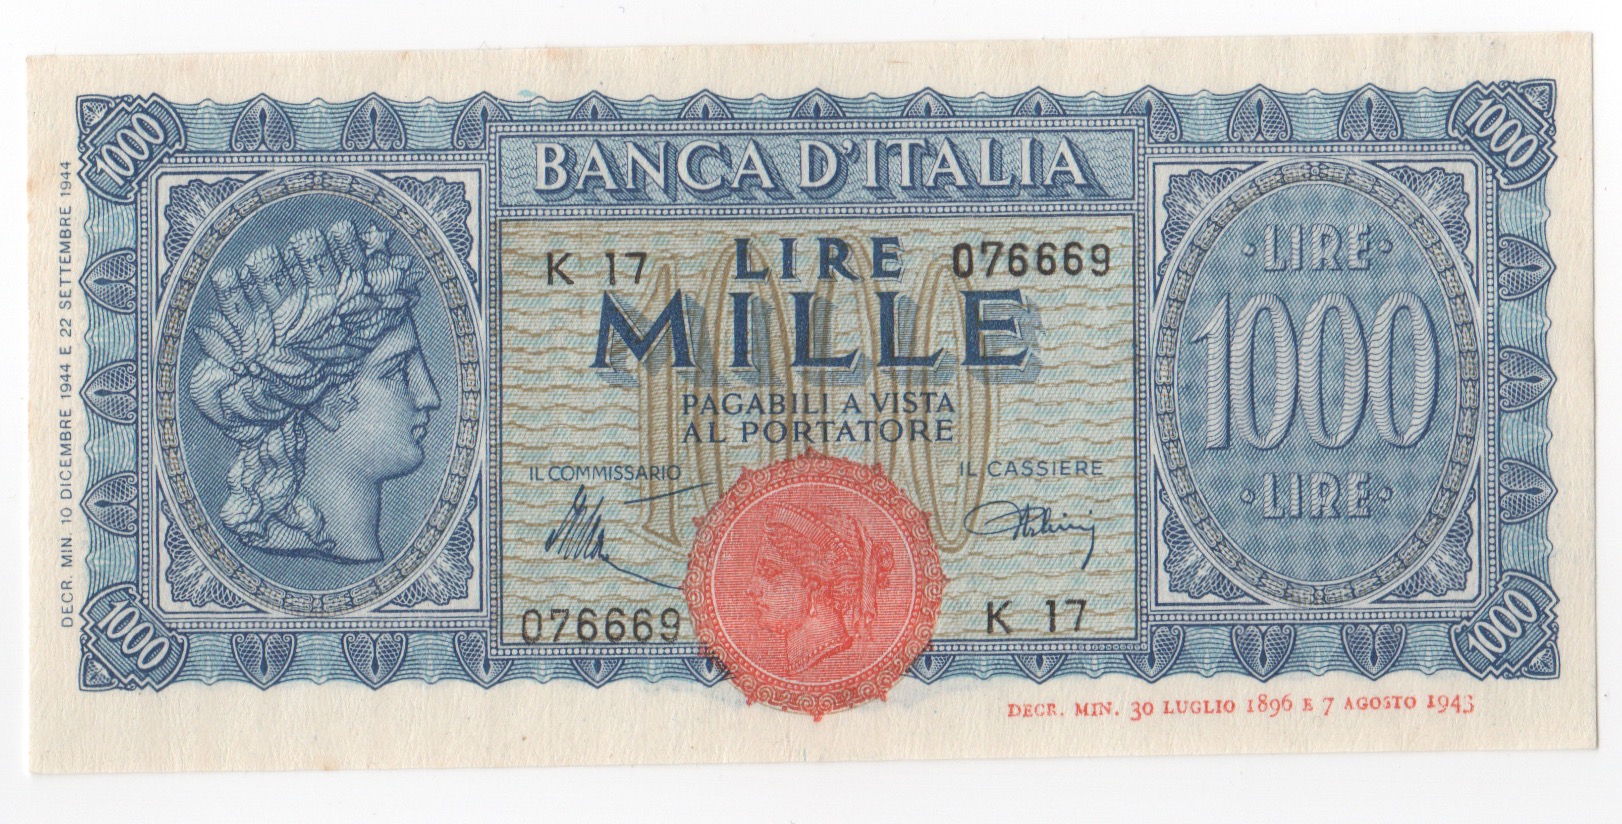 1000
1000
BANCA D'ITALIA
DECR. MIN. 10 DICEMBRE 1944 E 22 SETTEMBRE 1944
K 17
LIRE
076669
MILLE
PAGABILI A VISTA
AL PORTATORE
IL COMMISSARIO
IL CASSIERE
·LIRE·
1000
·LIRE·
076669
K 17
1000
1000
DECR. MIN. 30 LUGLIO 1896 E 7 AGOSTO 1943